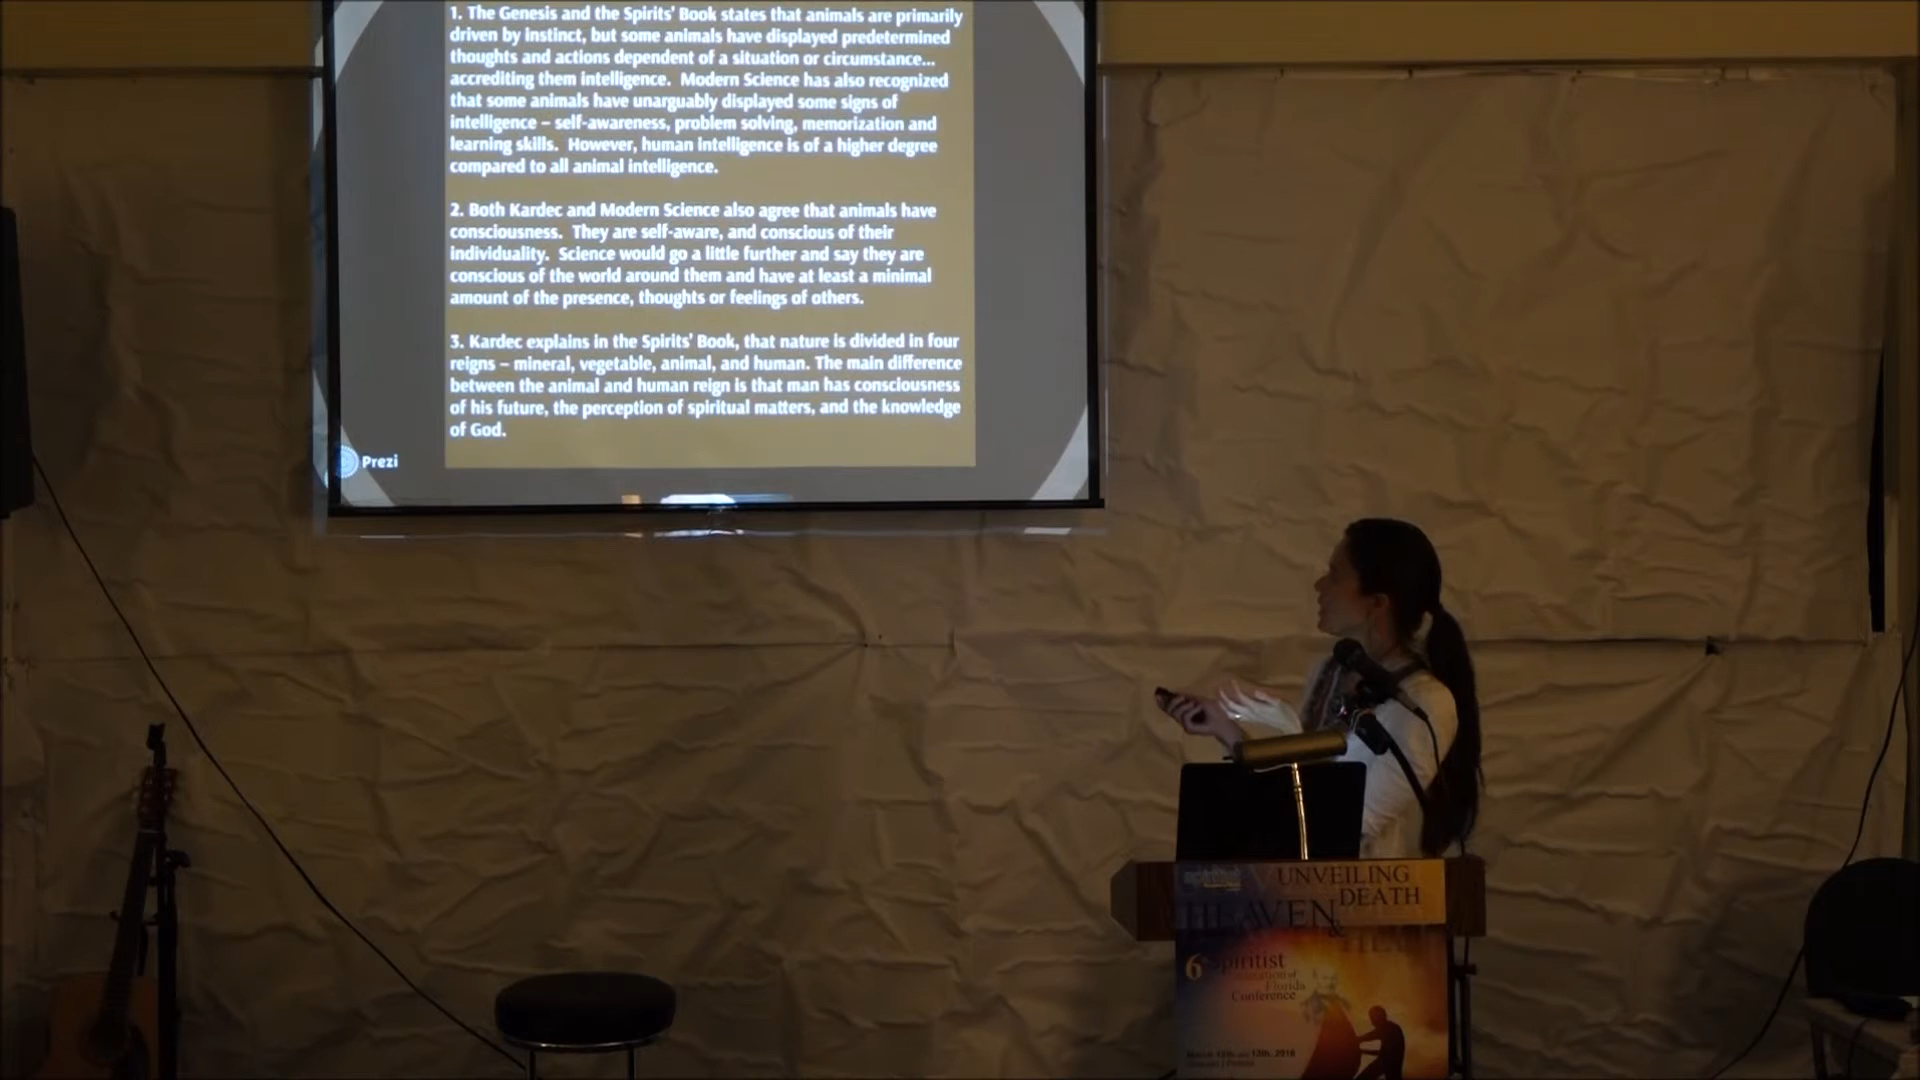 1. The Genesis and the Spirits' Book states that animals are primarily
driven by instinct, but some animals have displayed predetermined
thoughts and actions dependent of a situation or circumstance...
accrediting them intelligence.  Modern Science has also recognized
that some animals have unarguably displayed some signs of
intelligence – self-awareness, problem solving, memorization and
learning skills.  However, human intelligence is of a higher degree
compared to all animal intelligence.
2. Both Kardec and Modern Science also agree that animals have
consciousness.  They are self-aware, and conscious of their
individuality.  Science would go a little further and say they are
conscious of the world around them and have at least a minimal
amount of the presence, thoughts or feelings of others.
3. Kardec explains in the Spirits' Book, that nature is divided in four
reigns – mineral, vegetable, animal, and human. The main difference
between the animal and human reign is that man has consciousness
of his future, the perception of spiritual matters, and the knowledge
of God.
Prezi
UNVEILING
DEATH
HEAVEN &
6 Spiritist
Florida
Conference